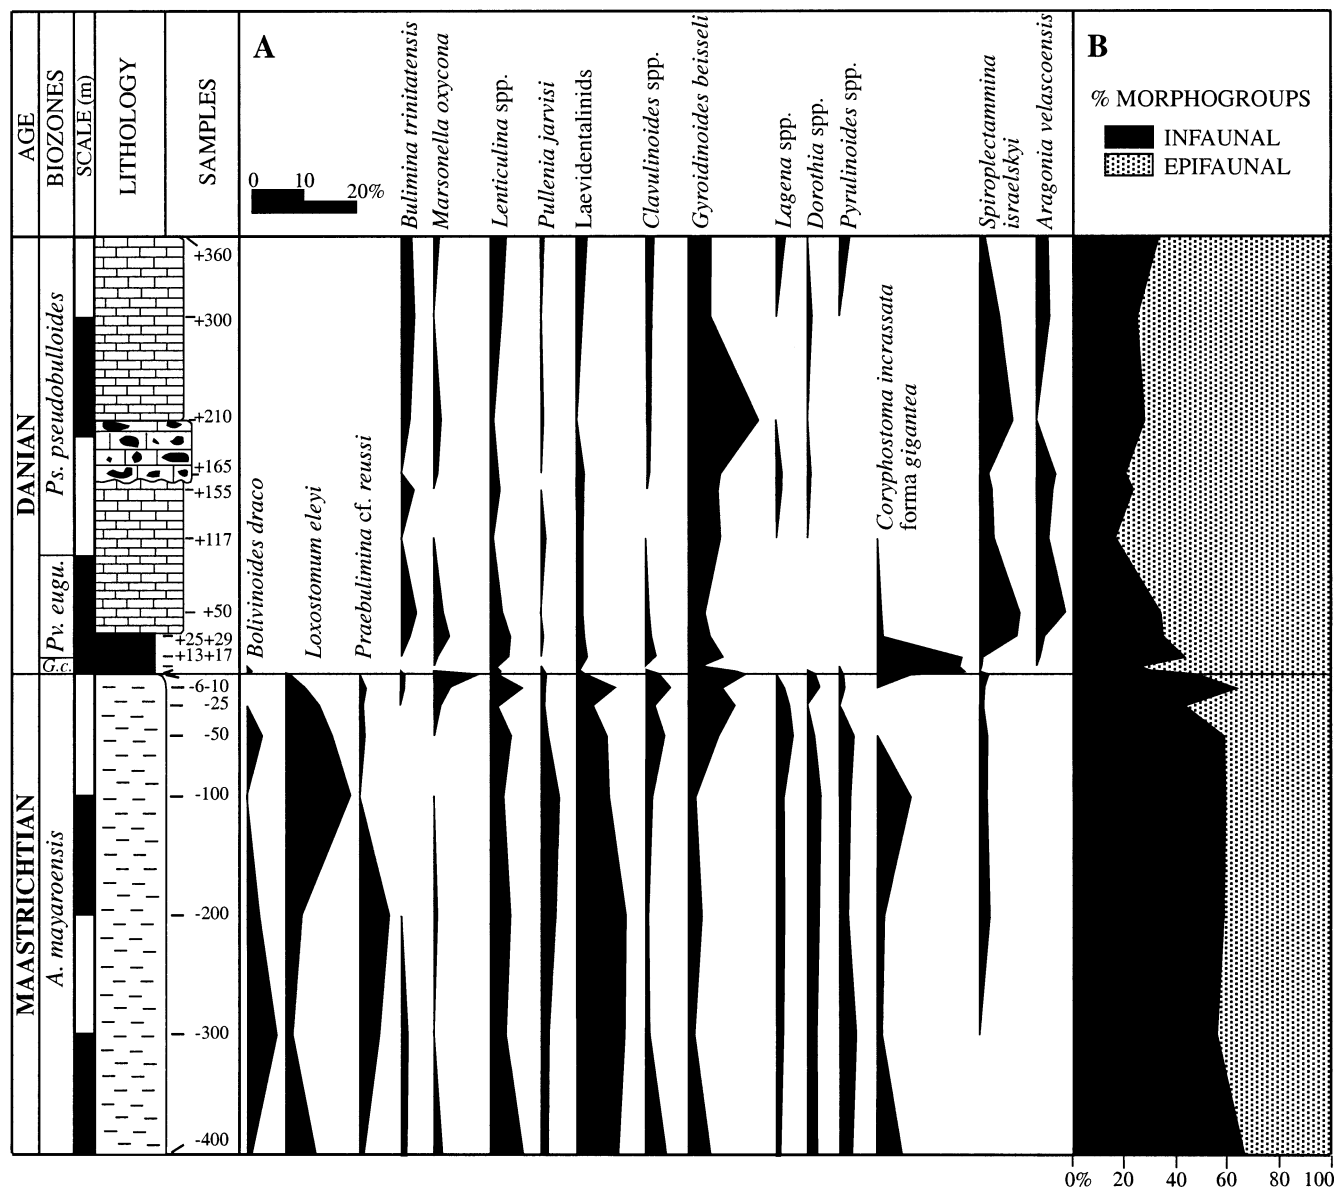 AGE
BIOZONES
SCALE (m)
LITHOLOGY
SAMPLES
A
0 10
20%
Bulimina trinitatensis
Marsonella oxycona
Lenticulina spp.
Pullenia jarvisi
Laevidentalinids
Clavulinoides spp.
Gyroidinoides beisseli
Lagena spp.
Dorothia spp.
Pyrulinoides spp.
Spiroplectammina
israelskyi
Aragonia velascoensis
B
% MORPHOGROUPS
INFAUNAL
EPIFAUNAL
DANIAN
MAASTRICHTIAN
Ps. pseudobulloides
Pv. eugu.
G.c.
A. mayaroensis
+360
+300
+210
+165
+155
+117
+50
+25+29
+13+17
-6-10
-25
-50
-100
-200
-300
-400
Bolivinoides draco
Loxostomum eleyi
Praebulimina cf. reussi
Coryphostoma incrassata
forma gigantea
0% 20 40 60 80 100